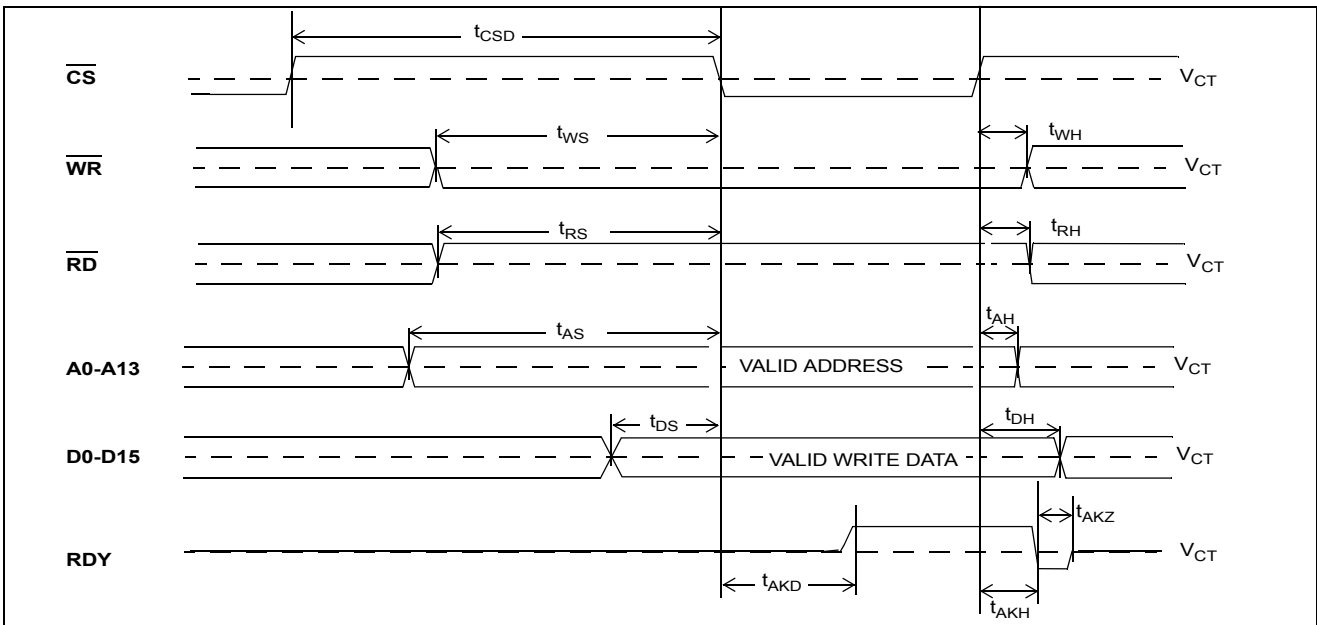 tCSD
CS VCT
tWS tWH
WR VCT
tRS tRH
RD VCT
tAS tAH
A0-A13 VALID ADDRESS VCT
tDS tDH
D0-D15 VALID WRITE DATA VCT
tAKZ
RDY VCT
tAKD tAKH